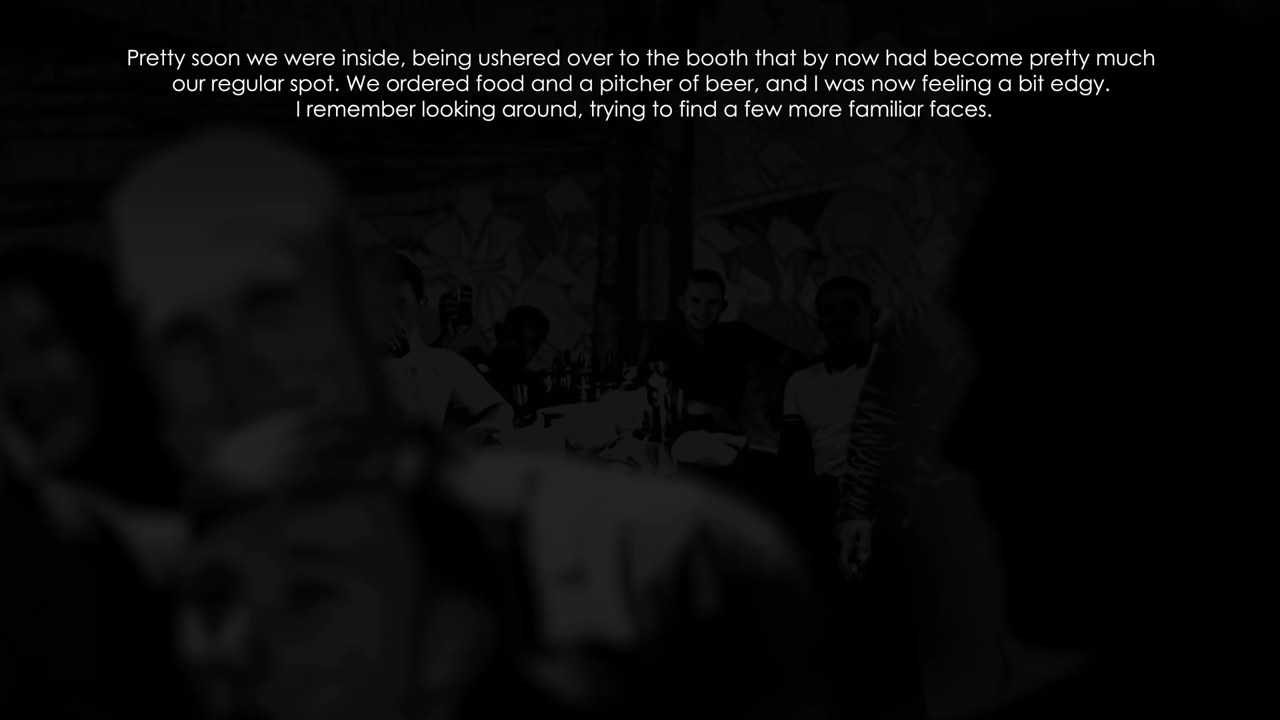 Pretty soon we were inside, being ushered over to the booth that by now had become pretty much
our regular spot. We ordered food and a pitcher of beer, and I was now feeling a bit edgy.
I remember looking around, trying to find a few more familiar faces.